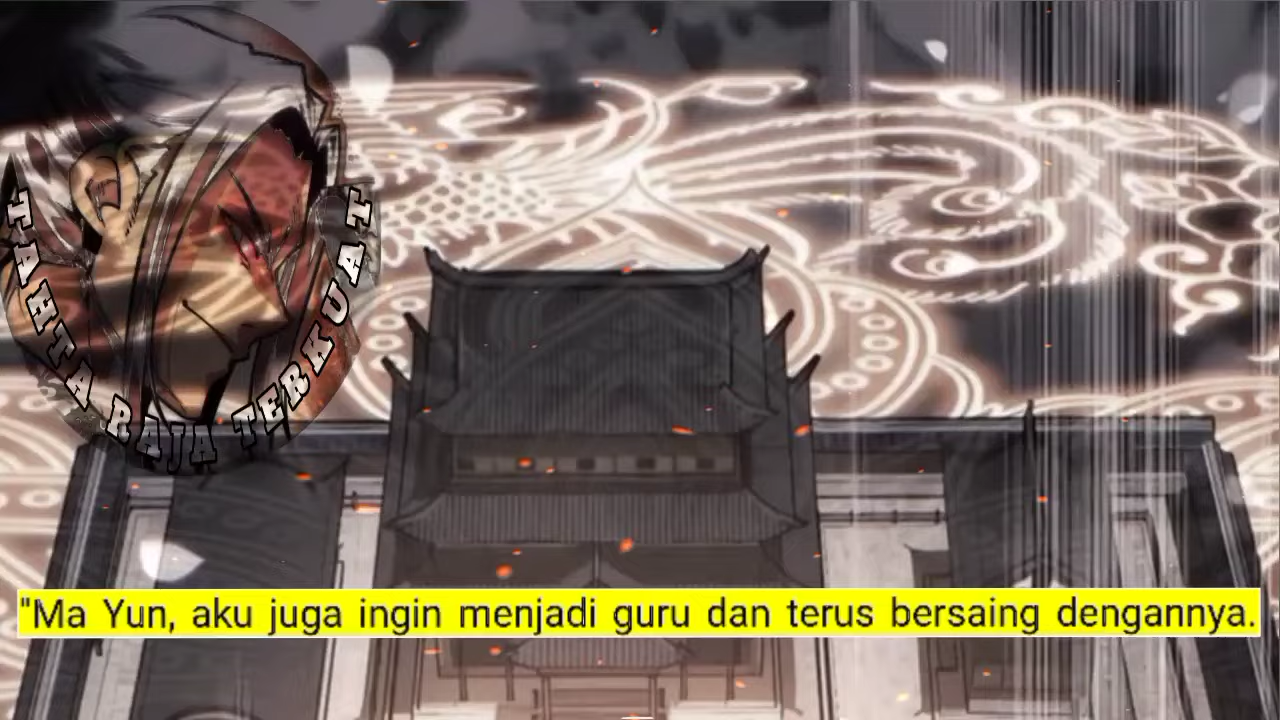 TAHTA RAJA TERKUAT
"Ma Yun, aku juga ingin menjadi guru dan terus bersaing dengannya.